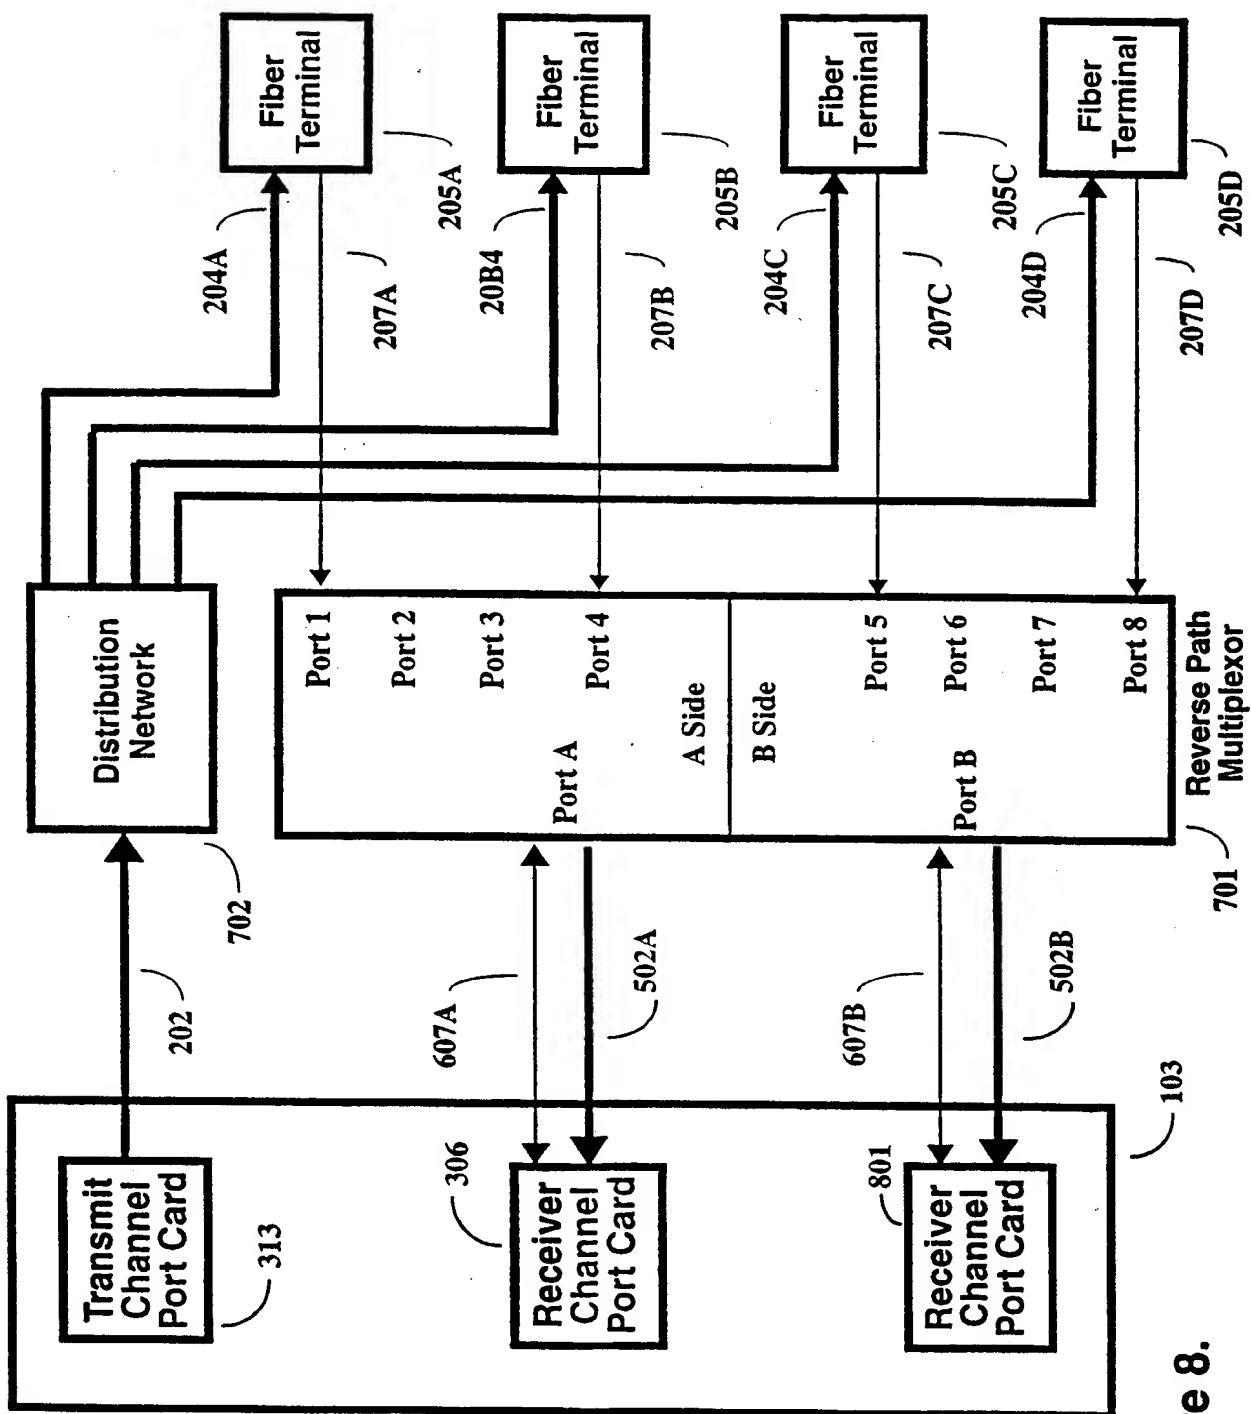 Transmit
Channel
Port Card
313
Receiver
Channel
Port Card
306
Receiver
Channel
Port Card
801
103
202
607A
502A
607B
502B
Distribution
Network
702
Port 1
Port 2
Port 3
Port 4
Port A
A Side
B Side
Port 5
Port 6
Port 7
Port 8
Port B
Reverse Path
Multiplexor
701
204A
207A
20B4
207B
204C
207C
204D
207D
Fiber
Terminal
205A
Fiber
Terminal
205B
Fiber
Terminal
205C
Fiber
Terminal
205D
e 8.